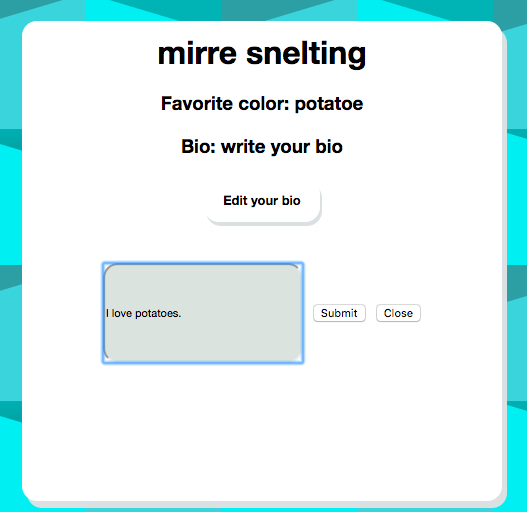 mirre snelting
Favorite color: potatoe
Bio: write your bio
Edit your bio
I love potatoes. Submit Close